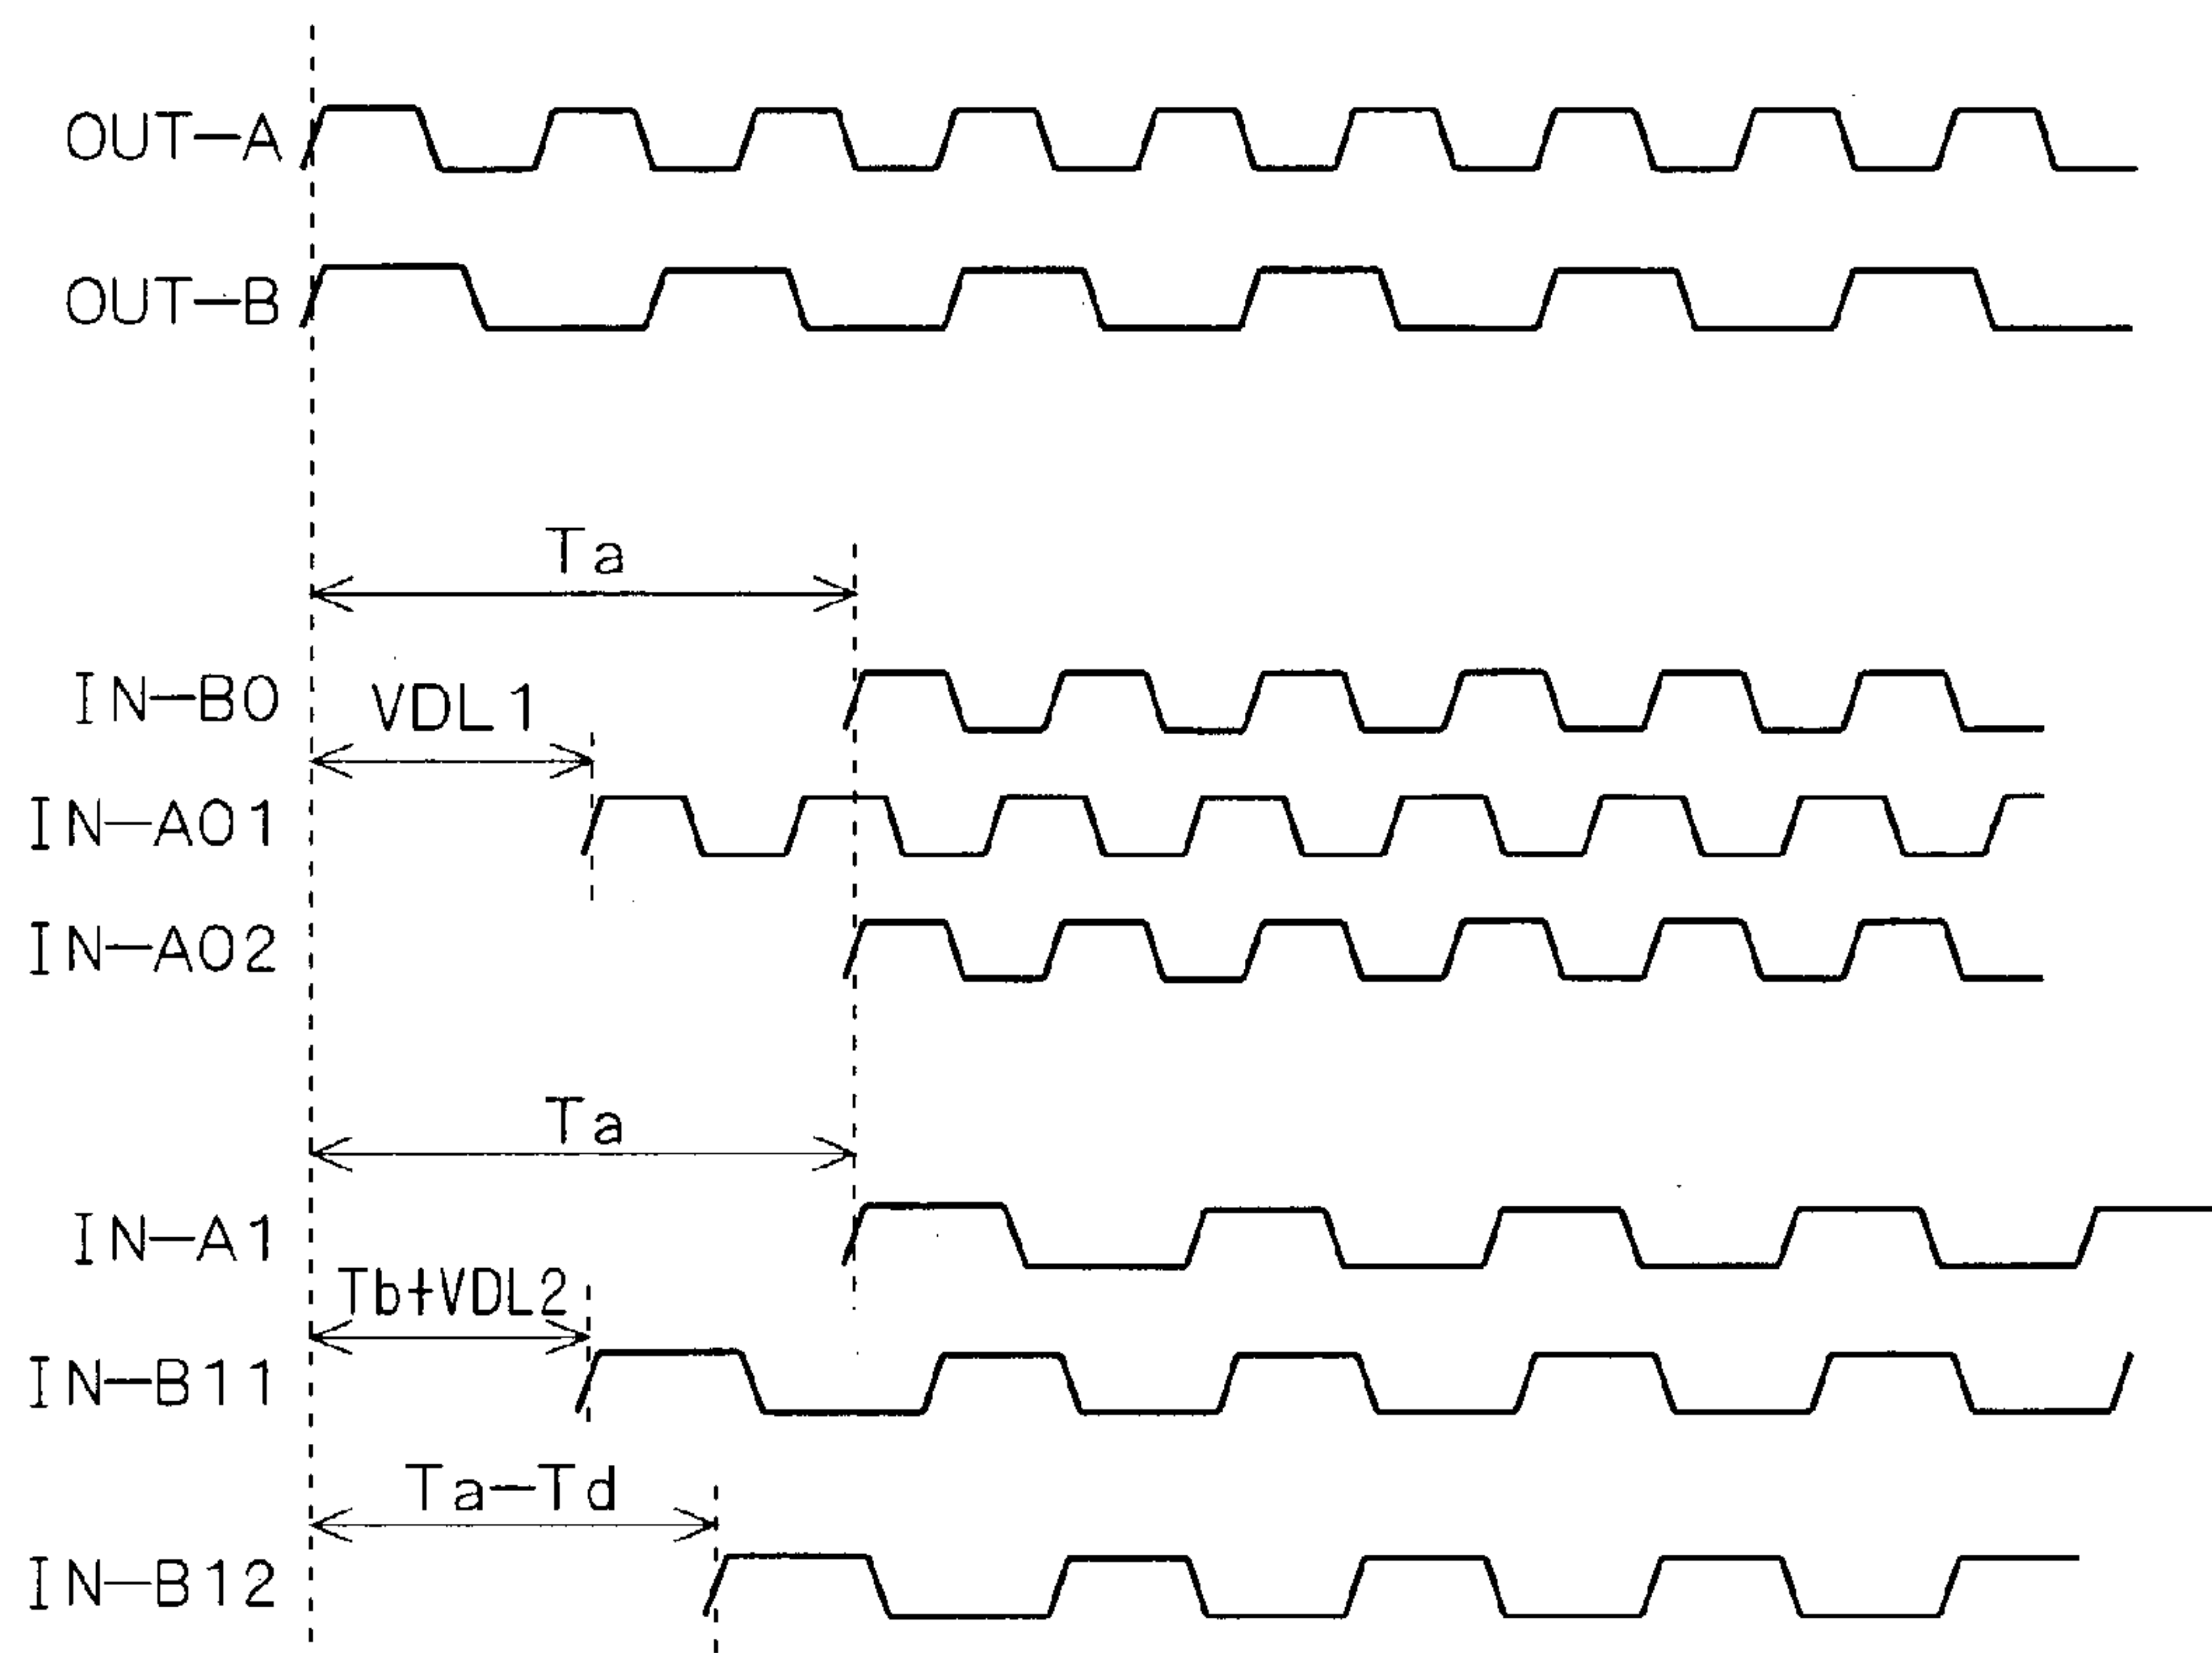 OUT-A
OUT-B
Ta
IN-B0
VDL1
IN-A01
IN-A02
Ta
IN-A1
Tb+VDL2
IN-B11
Ta-Td
IN-B12